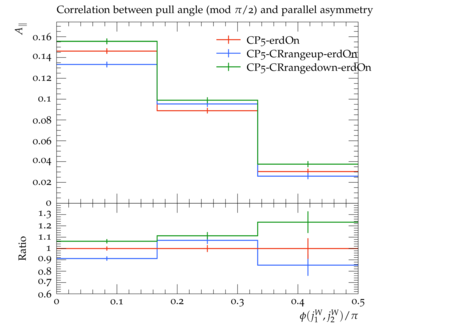 Correlation between pull angle (mod π/2) and parallel asymmetry
A∥
0.16
0.14
0.12
0.1
0.08
0.06
0.04
0.02
0
CP5-erdOn
CP5-CRrangeup-erdOn
CP5-CRrangedown-erdOn
Ratio
1.3
1.2
1.1
1
0.9
0.8
0.7
0.6
0 0.1 0.2 0.3 0.4 0.5
ϕ(j₁ᵂ, j₂ᵂ)/π